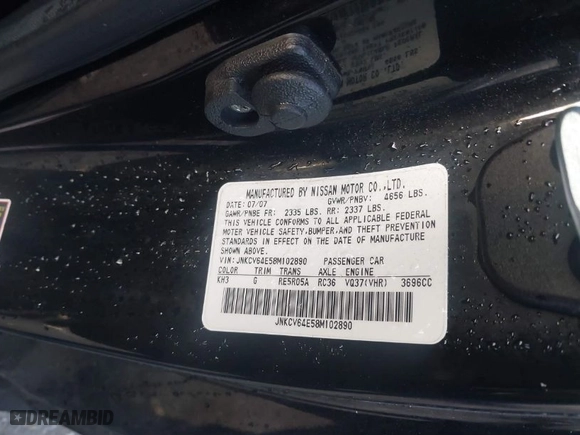 MANUFACTURED BY NISSAN MOTOR CO.,LTD.
DATE: 07/07 GVWR/PNBV: 4656 LBS.
GAWR/PNBE FR: 2335 LBS. RR: 2337 LBS.
THIS VEHICLE CONFORMS TO ALL APPLICABLE FEDERAL
MOTOR VEHICLE SAFETY,BUMPER,AND THEFT PREVENTION
STANDARDS IN EFFECT ON THE DATE OF MANUFACTURE
SHOWN ABOVE.
VIN: JNKCV64E58M102890 PASSENGER CAR
COLOR TRIM TRANS AXLE ENGINE
KH3 G RE5R05A RC36 VQ37(VHR) 3696CC
JNKCV64E58M102890
DREAMBID